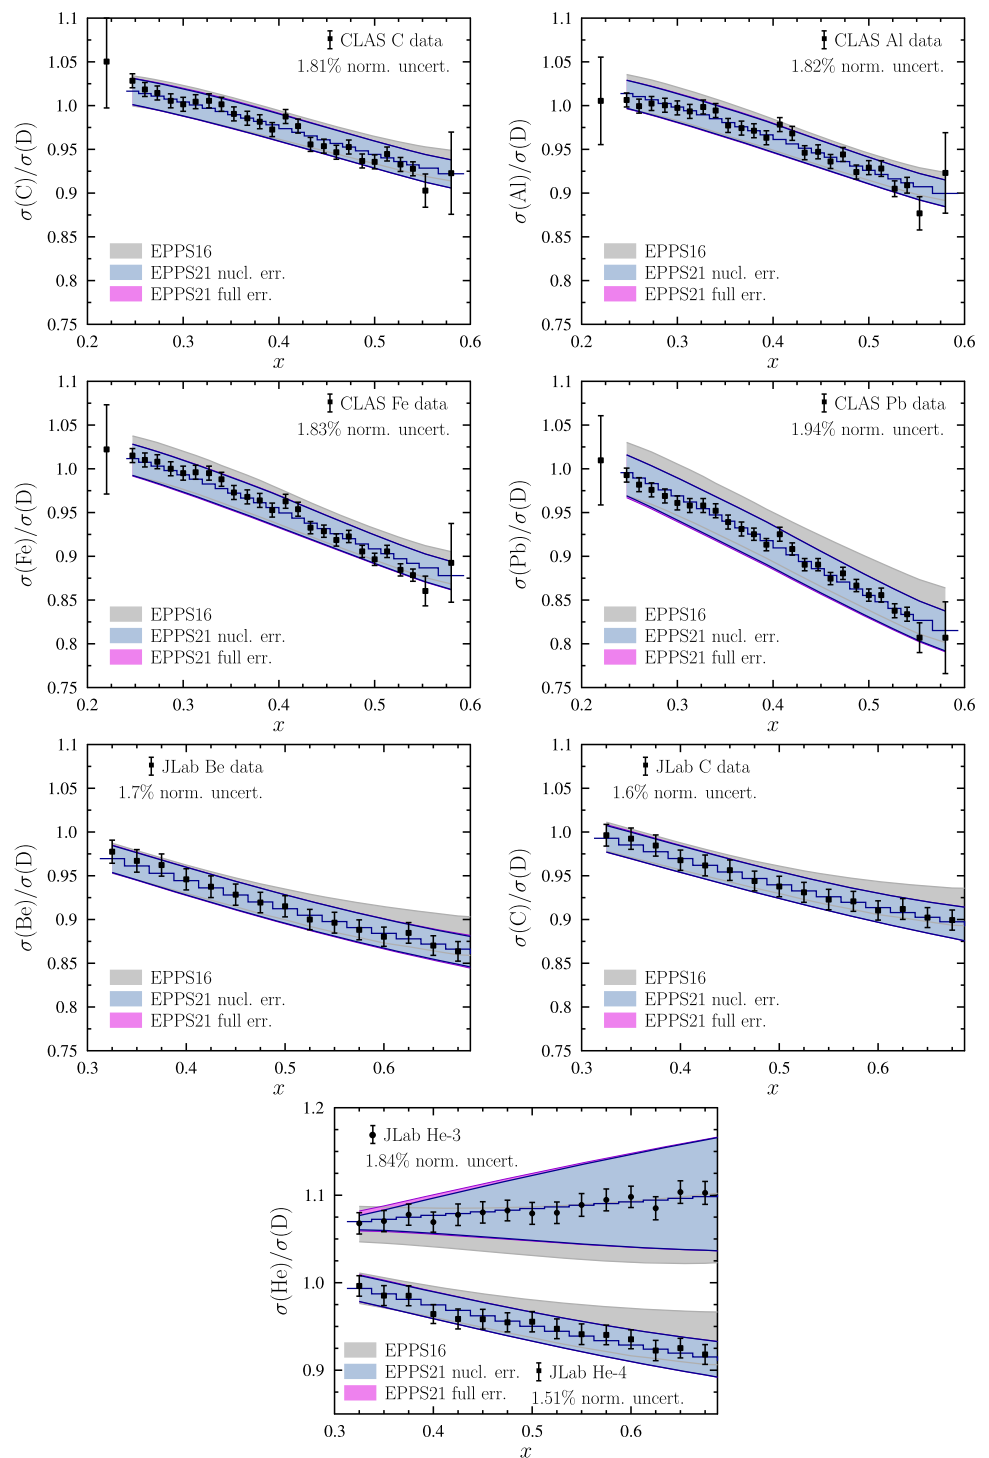 1.1
1.05
1.0
0.95
0.9
0.85
0.8
0.75
0.2 0.3 0.4 0.5 0.6
x
σ(C)/σ(D)
CLAS C data
1.81% norm. uncert.
EPPS16
EPPS21 nucl. err.
EPPS21 full err.
1.1
1.05
1.0
0.95
0.9
0.85
0.8
0.75
0.2 0.3 0.4 0.5 0.6
x
σ(Al)/σ(D)
CLAS Al data
1.82% norm. uncert.
EPPS16
EPPS21 nucl. err.
EPPS21 full err.
1.1
1.05
1.0
0.95
0.9
0.85
0.8
0.75
0.2 0.3 0.4 0.5 0.6
x
σ(Fe)/σ(D)
CLAS Fe data
1.83% norm. uncert.
EPPS16
EPPS21 nucl. err.
EPPS21 full err.
1.1
1.05
1.0
0.95
0.9
0.85
0.8
0.75
0.2 0.3 0.4 0.5 0.6
x
σ(Pb)/σ(D)
CLAS Pb data
1.94% norm. uncert.
EPPS16
EPPS21 nucl. err.
EPPS21 full err.
1.1
1.05
1.0
0.95
0.9
0.85
0.8
0.75
0.3 0.4 0.5 0.6
x
σ(Be)/σ(D)
JLab Be data
1.7% norm. uncert.
EPPS16
EPPS21 nucl. err.
EPPS21 full err.
1.1
1.05
1.0
0.95
0.9
0.85
0.8
0.75
0.3 0.4 0.5 0.6
x
σ(C)/σ(D)
JLab C data
1.6% norm. uncert.
EPPS16
EPPS21 nucl. err.
EPPS21 full err.
1.2
1.1
1.0
0.9
0.3 0.4 0.5 0.6
x
σ(He)/σ(D)
JLab He-3
1.84% norm. uncert.
EPPS16
EPPS21 nucl. err.
EPPS21 full err.
JLab He-4
1.51% norm. uncert.